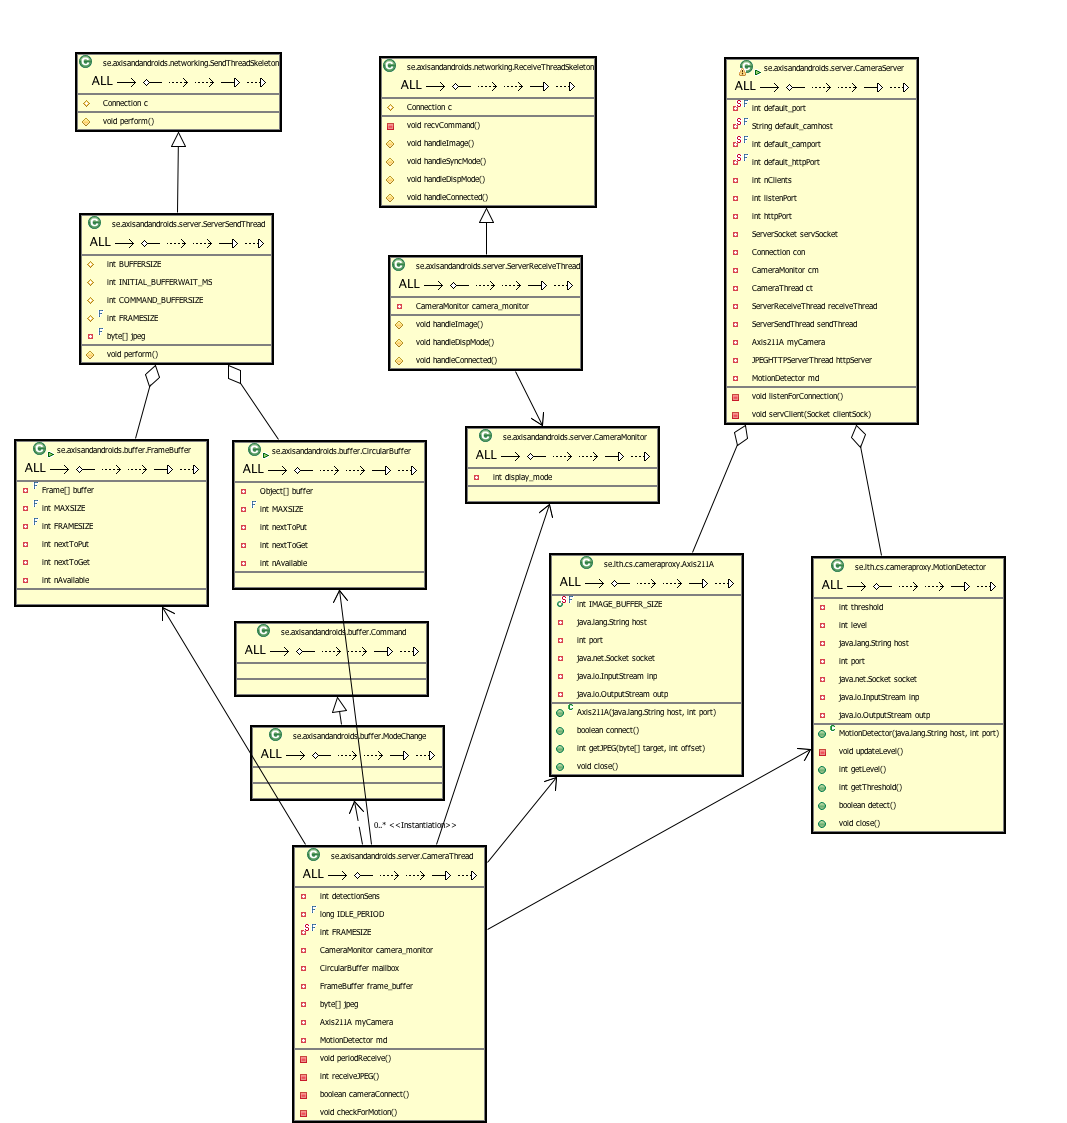 se.axisandandroids.networking.SendThreadSkeleton
ALL
Connection c
void perform()
se.axisandandroids.networking.ReceiveThreadSkeleton
ALL
Connection c
void recvCommand()
void handleImage()
void handleSyncMode()
void handleDispMode()
void handleConnected()
se.axisandandroids.server.CameraServer
ALL
int default_port
String default_camhost
int default_camport
int default_httpPort
int nClients
int listenPort
int httpPort
ServerSocket servSocket
Connection con
CameraMonitor cm
CameraThread ct
ServerReceiveThread receiveThread
ServerSendThread sendThread
Axis211A myCamera
JPEGHTTPServerThread httpServer
MotionDetector md
void listenForConnection()
void servClient(Socket clientSock)
se.axisandandroids.server.ServerSendThread
ALL
int BUFFERSIZE
int INITIAL_BUFFERWAIT_MS
int COMMAND_BUFFERSIZE
int FRAMESIZE
byte[] jpeg
void perform()
se.axisandandroids.server.ServerReceiveThread
ALL
CameraMonitor camera_monitor
void handleImage()
void handleDispMode()
void handleConnected()
se.axisandandroids.buffer.FrameBuffer
ALL
Frame[] buffer
int MAXSIZE
int FRAMESIZE
int nextToPut
int nextToGet
int nAvailable
se.axisandandroids.buffer.CircularBuffer
ALL
Object[] buffer
int MAXSIZE
int nextToPut
int nextToGet
int nAvailable
se.axisandandroids.server.CameraMonitor
ALL
int display_mode
se.lth.cs.cameraproxy.Axis211A
ALL
int IMAGE_BUFFER_SIZE
java.lang.String host
int port
java.net.Socket socket
java.io.InputStream inp
java.io.OutputStream outp
Axis211A(java.lang.String host, int port)
boolean connect()
int getJPEG(byte[] target, int offset)
void close()
se.lth.cs.cameraproxy.MotionDetector
ALL
int threshold
int level
java.lang.String host
int port
java.net.Socket socket
java.io.InputStream inp
java.io.OutputStream outp
MotionDetector(java.lang.String host, int port)
void updateLevel()
int getLevel()
int getThreshold()
boolean detect()
void close()
se.axisandandroids.buffer.Command
ALL
se.axisandandroids.buffer.ModeChange
ALL
0..* <<Instantiation>>
se.axisandandroids.server.CameraThread
ALL
int detectionSens
long IDLE_PERIOD
int FRAMESIZE
CameraMonitor camera_monitor
CircularBuffer mailbox
FrameBuffer frame_buffer
byte[] jpeg
Axis211A myCamera
MotionDetector md
void periodReceive()
int receiveJPEG()
boolean cameraConnect()
void checkForMotion()